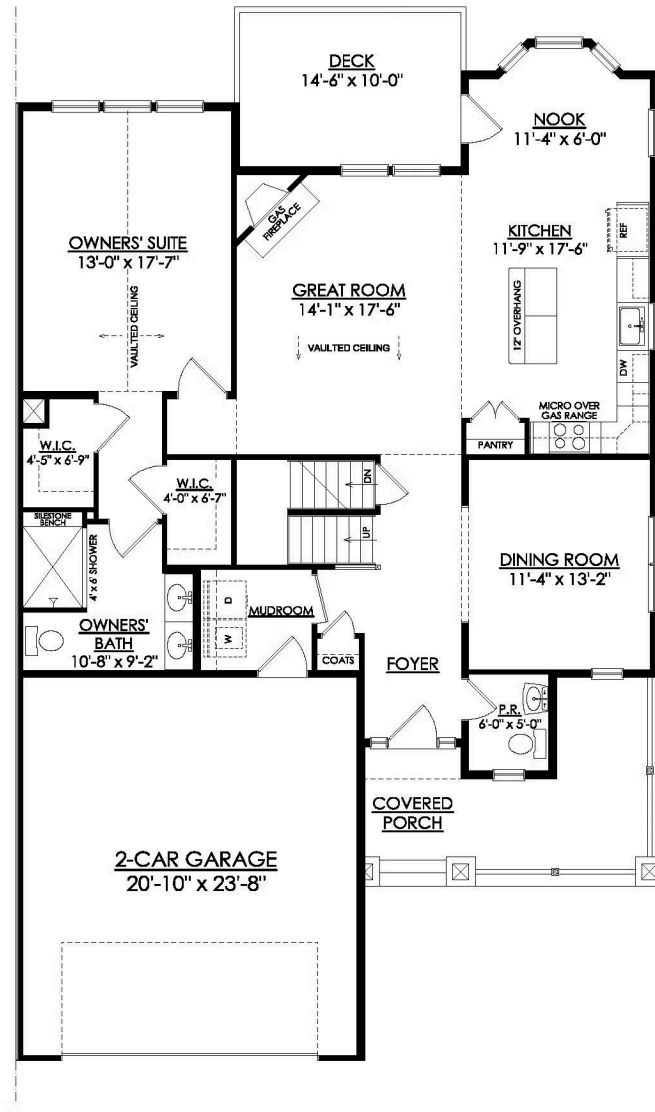 DECK
14'-6" x 10'-0"
NOOK
11'-4" x 6'-0"
GAS
FIREPLACE
REF
OWNERS' SUITE
13'-0" x 17'-7"
VAULTED CEILING
KITCHEN
11'-9" x 17'-6"
GREAT ROOM
14'-1" x 17'-6"
VAULTED CEILING
12" OVERHANG
DW
MICRO OVER
GAS RANGE
PANTRY
W.I.C.
4'-5" x 6'-9"
W.I.C.
4'-0" x 6'-7"
DN
UP
SILESTONE
BENCH
4' x 6' SHOWER
DINING ROOM
11'-4" x 13'-2"
D
W
MUDROOM
OWNERS'
BATH
10'-8" x 9'-2"
COATS
FOYER
P.R.
6'-0" x 5'-0"
COVERED
PORCH
2-CAR GARAGE
20'-10" x 23'-8"